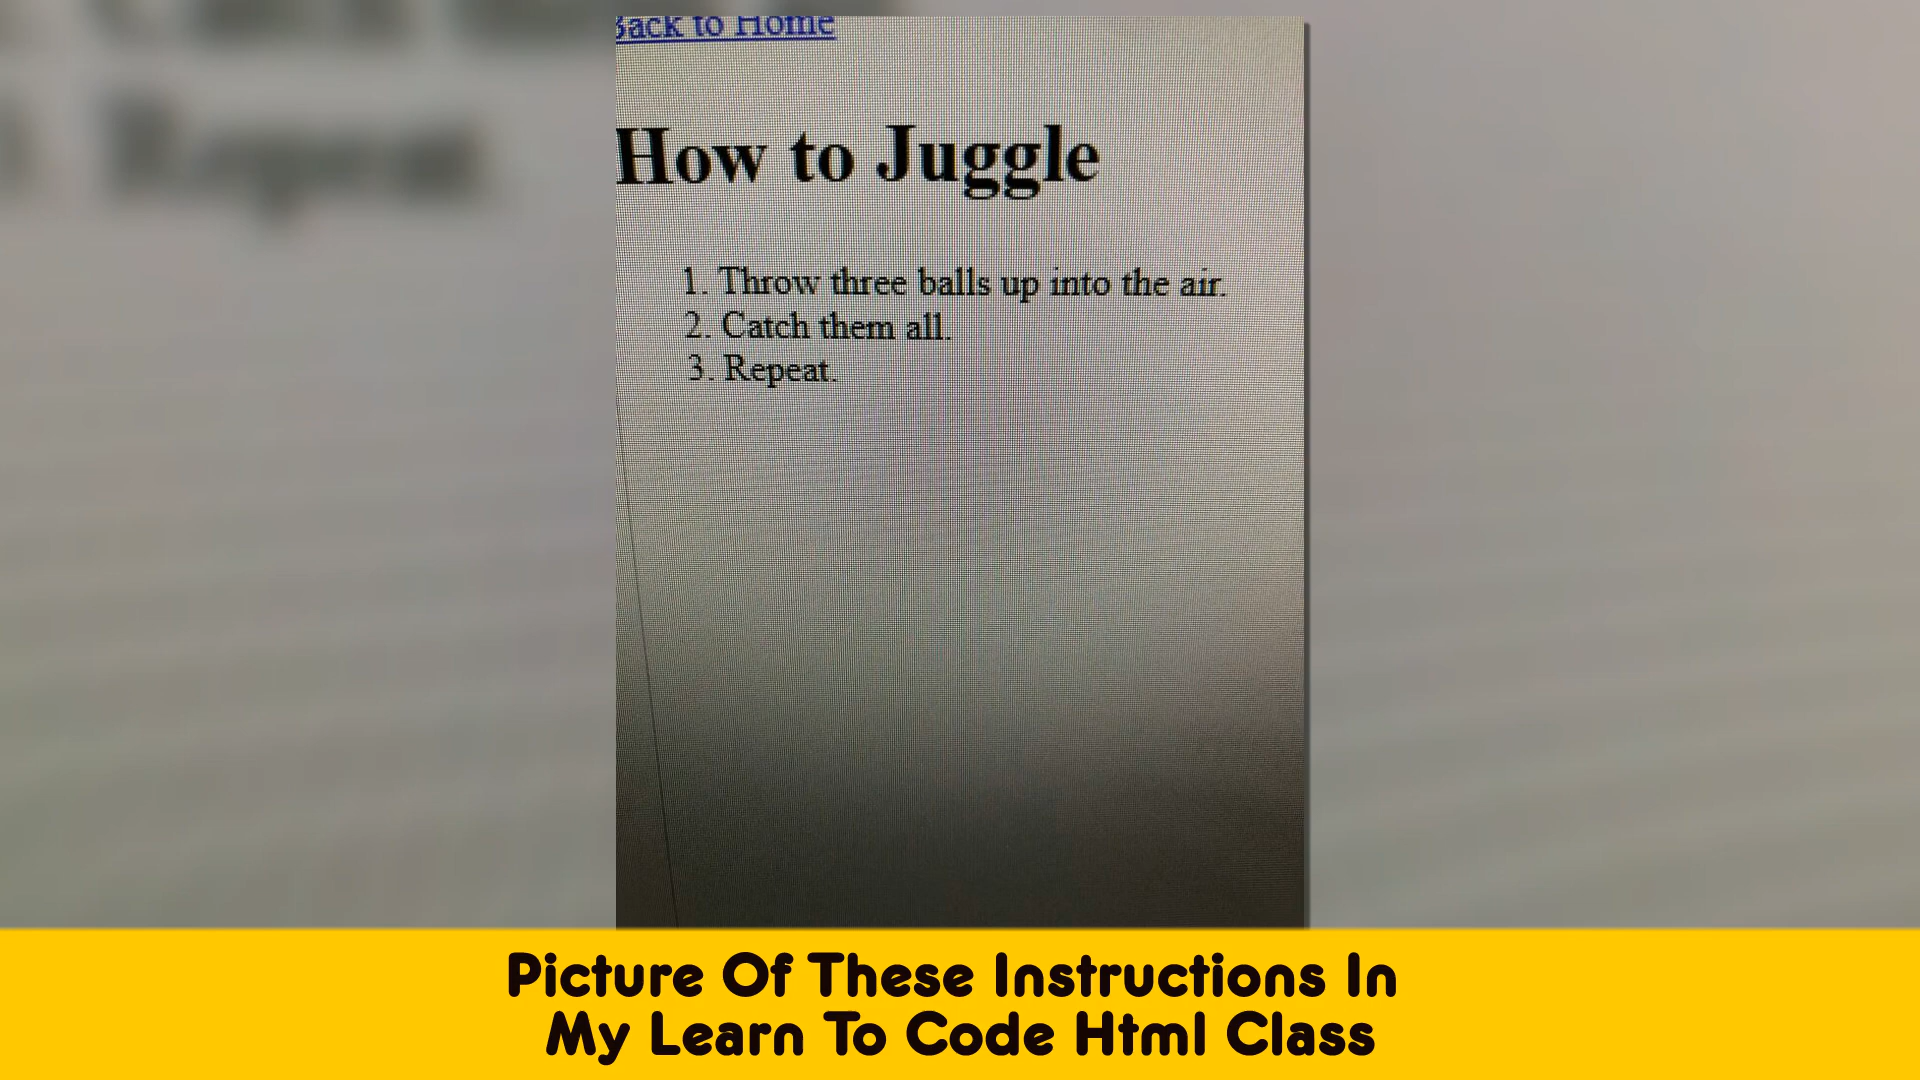 Back to Home
How to Juggle
1. Throw three balls up into the air.
2. Catch them all.
3. Repeat.
Picture Of These Instructions In
My Learn To Code Html Class